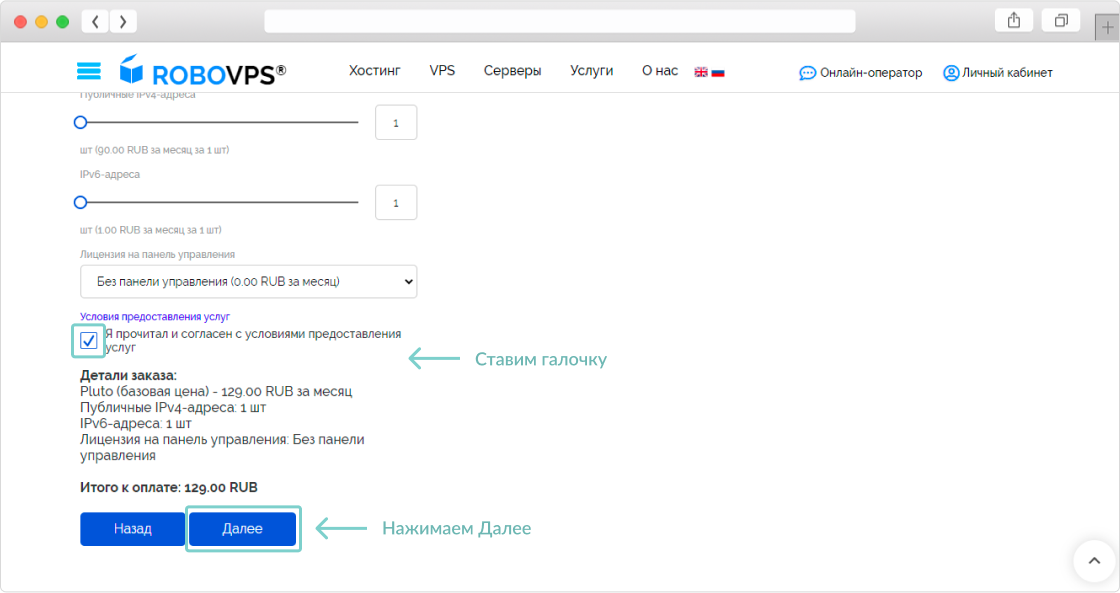 ROBOVPS®
Хостинг
VPS
Серверы
Услуги
О нас
Онлайн-оператор
Личный кабинет
Публичные IPv4-адреса
1
шт (90.00 RUB за месяц за 1 шт)
IPv6-адреса
1
шт (1.00 RUB за месяц за 1 шт)
Лицензия на панель управления
Без панели управления (0.00 RUB за месяц)
Условия предоставления услуг
Я прочитал и согласен с условиями предоставления
услуг
Ставим галочку
Детали заказа:
Pluto (базовая цена) - 129.00 RUB за месяц
Публичные IPv4-адреса: 1 шт
IPv6-адреса: 1 шт
Лицензия на панель управления: Без панели
управления
Итого к оплате: 129.00 RUB
Назад
Далее
Нажимаем Далее